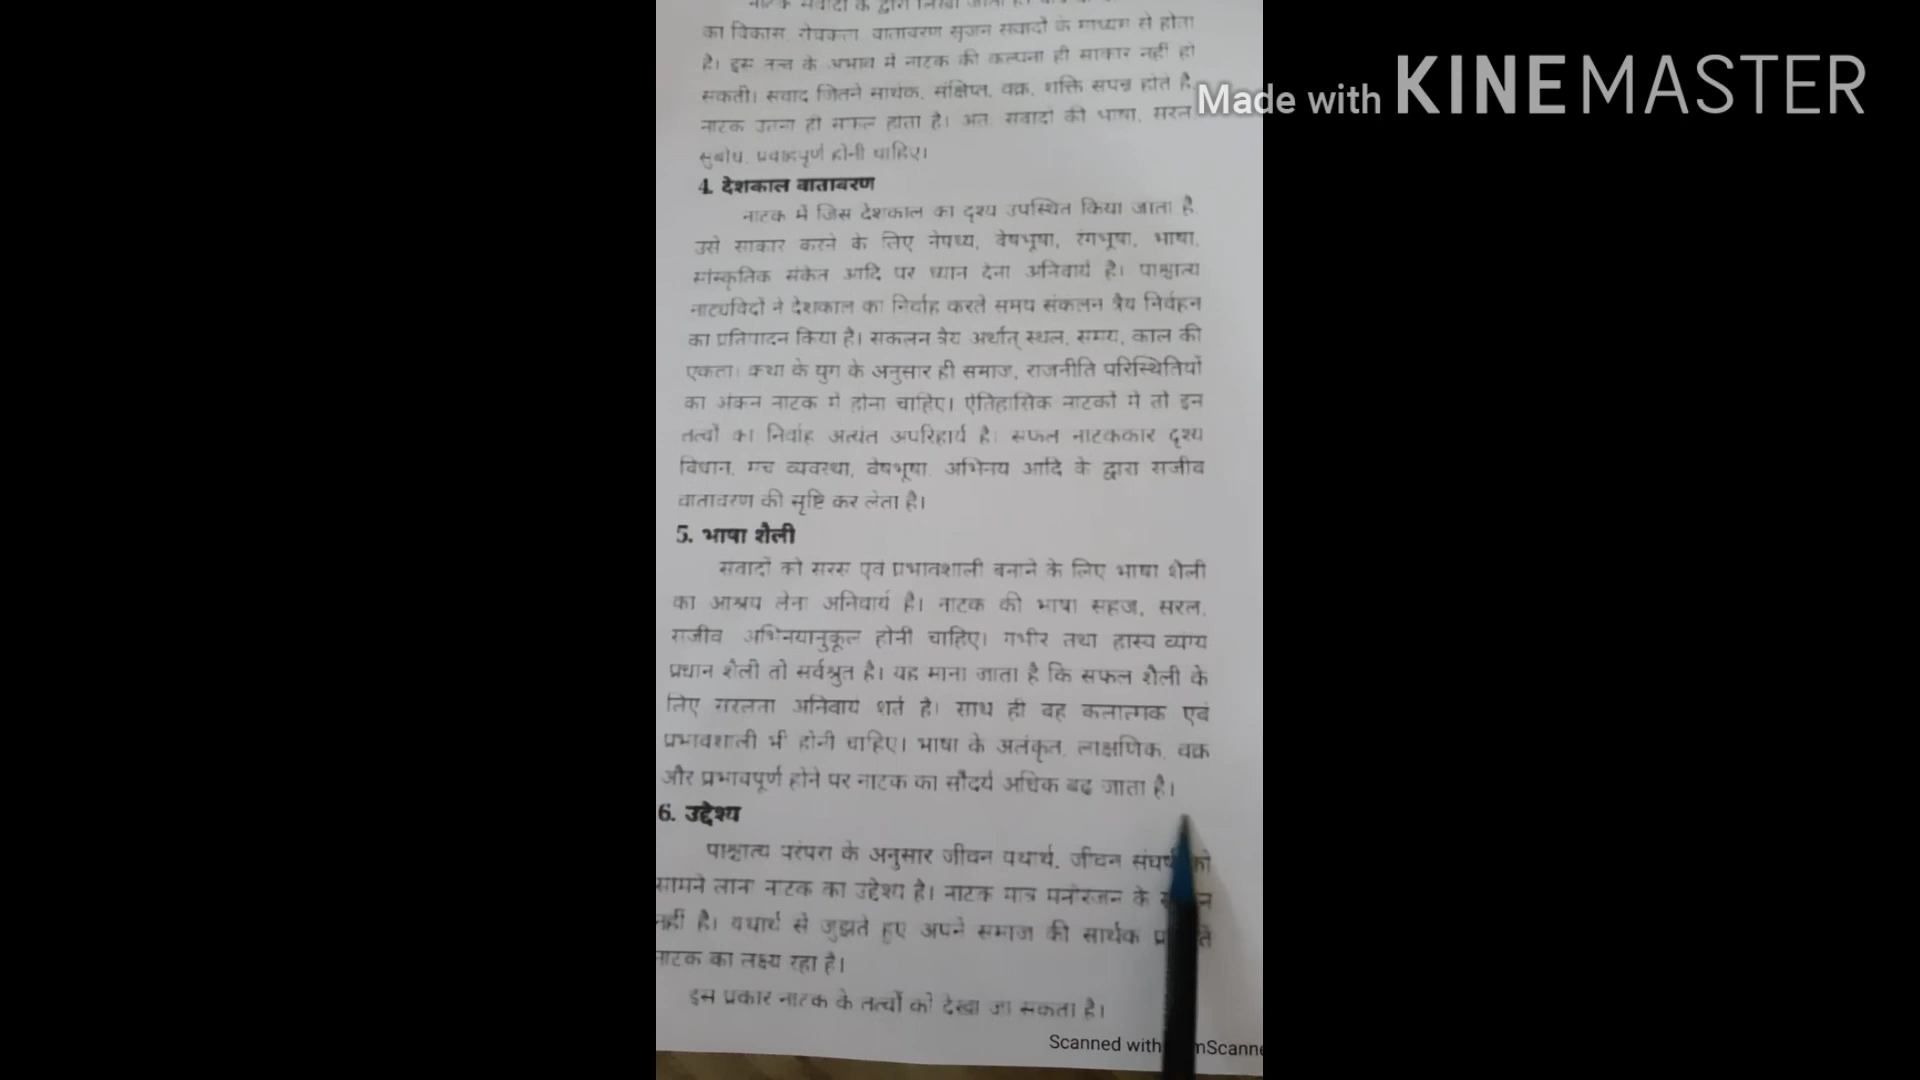 नाटक संवादों के द्वारा लिखा जाता है।
का विकास, रोचकता, वातावरण सृजन संवादों के माध्यम से होता
है। इस तत्व के अभाव में नाटक की कल्पना ही साकार नहीं हो
सकती। संवाद जितने सार्थक, संक्षिप्त, वक्र, शक्ति संपन्न होते है
नाटक उतना ही सफल होता है। अतः संवादों की भाषा, सरल,
सुबोध, प्रवाहपूर्ण होनी चाहिए।
4. देशकाल वातावरण
नाटक में जिस देशकाल का दृश्य उपस्थित किया जाता है,
उसे साकार करने के लिए नेपथ्य, वेषभूषा, रंगभूषा, भाषा,
सांस्कृतिक संकेत आदि पर ध्यान देना अनिवार्य है। पाश्चात्य
नाट्यविदों ने देशकाल का निर्वाह करते समय संकलन त्रैय निर्वहन
का प्रतिपादन किया है। संकलन त्रैय अर्थात् स्थल, समय, काल की
एकता। कथा के युग के अनुसार ही समाज, राजनीति परिस्थितियों
का अंकन नाटक में होना चाहिए। ऐतिहासिक नाटकों में तो इन
तत्वों का निर्वाह अत्यंत अपरिहार्य है। सफल नाटककार दृश्य
विधान, मंच व्यवस्था, वेषभूषा, अभिनय आदि के द्वारा सजीव
वातावरण की सृष्टि कर लेता है।
5. भाषा शैली
संवादों को सरस एवं प्रभावशाली बनाने के लिए भाषा शैली
का आश्रय लेना अनिवार्य है। नाटक की भाषा सहज, सरल,
सजीव अभिनयानुकूल होनी चाहिए। गंभीर तथा हास्य व्यंग्य
प्रधान शैली तो सर्वश्रुत है। यह माना जाता है कि सफल शैली के
लिए सरलता अनिवार्य शर्त है। साथ ही वह कलात्मक एवं
प्रभावशाली भी होनी चाहिए। भाषा के अलंकृत, लाक्षणिक, वक्र
और प्रभावपूर्ण होने पर नाटक का सौंदर्य अधिक बढ़ जाता है।
6. उद्देश्य
पाश्चात्य परंपरा के अनुसार जीवन यथार्थ, जीवन संघर्ष को
सामने लाना नाटक का उद्देश्य है। नाटक मात्र मनोरंजन के
नहीं है। यथार्थ से जुझते हुए अपने समाज की सार्थक
नाटक का लक्ष्य रहा है।
इस प्रकार नाटक के तत्वों को देखा जा सकता है।
Scanned with
Made with KINEMASTER